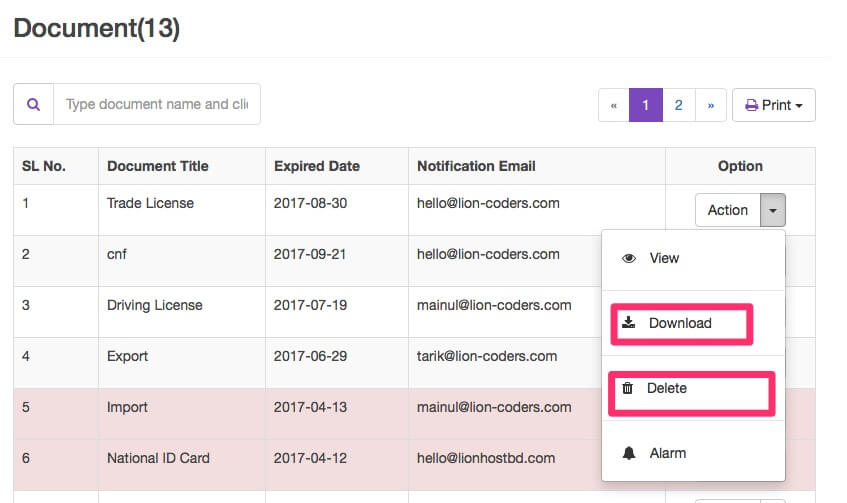 Document(13)
Type document name and clic
« 1 2 » Print
SL No. Document Title Expired Date Notification Email Option
1 Trade License 2017-08-30 hello@lion-coders.com Action
2 cnf 2017-09-21 hello@lion-coders.com
View
3 Driving License 2017-07-19 mainul@lion-coders.com
Download
4 Export 2017-06-29 tarik@lion-coders.com
Delete
5 Import 2017-04-13 mainul@lion-coders.com
6 National ID Card 2017-04-12 hello@lionhostbd.com
Alarm